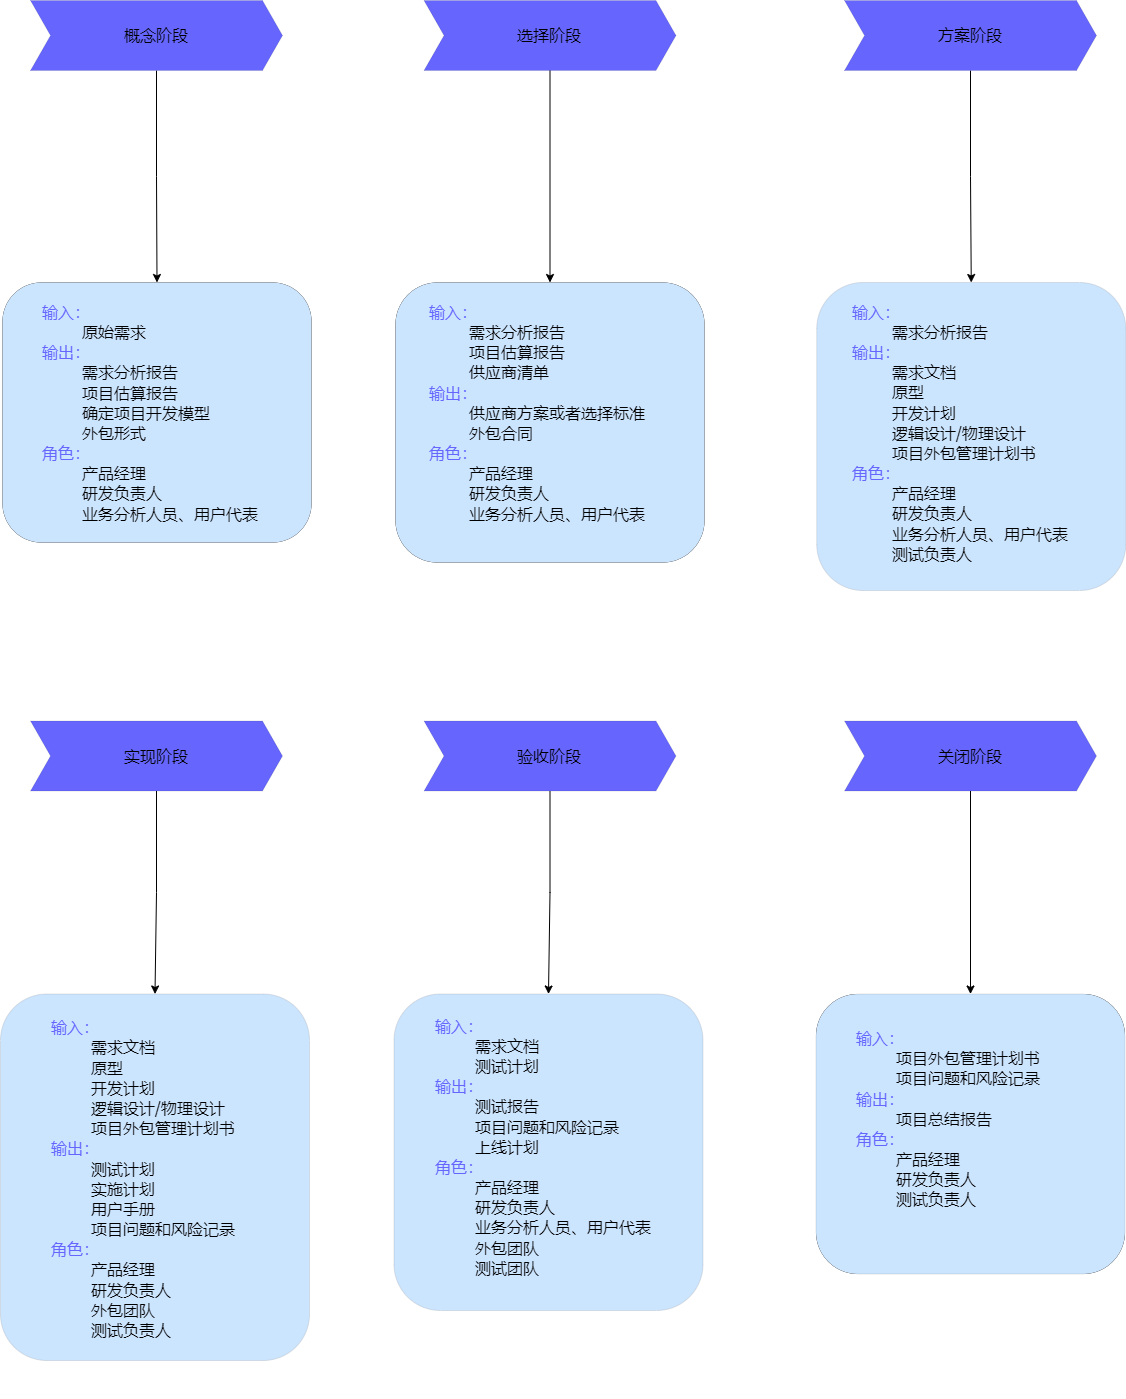 概念阶段
选择阶段
方案阶段
输入：
原始需求
输出：
需求分析报告
项目估算报告
确定项目开发模型
外包形式
角色：
产品经理
研发负责人
业务分析人员、用户代表
输入：
需求分析报告
项目估算报告
供应商清单
输出：
供应商方案或者选择标准
外包合同
角色：
产品经理
研发负责人
业务分析人员、用户代表
输入：
需求分析报告
输出：
需求文档
原型
开发计划
逻辑设计/物理设计
项目外包管理计划书
角色：
产品经理
研发负责人
业务分析人员、用户代表
测试负责人
实现阶段
验收阶段
关闭阶段
输入：
需求文档
原型
开发计划
逻辑设计/物理设计
项目外包管理计划书
输出：
测试计划
实施计划
用户手册
项目问题和风险记录
角色：
产品经理
研发负责人
外包团队
测试负责人
输入：
需求文档
测试计划
输出：
测试报告
项目问题和风险记录
上线计划
角色：
产品经理
研发负责人
业务分析人员、用户代表
外包团队
测试团队
输入：
项目外包管理计划书
项目问题和风险记录
输出：
项目总结报告
角色：
产品经理
研发负责人
测试负责人